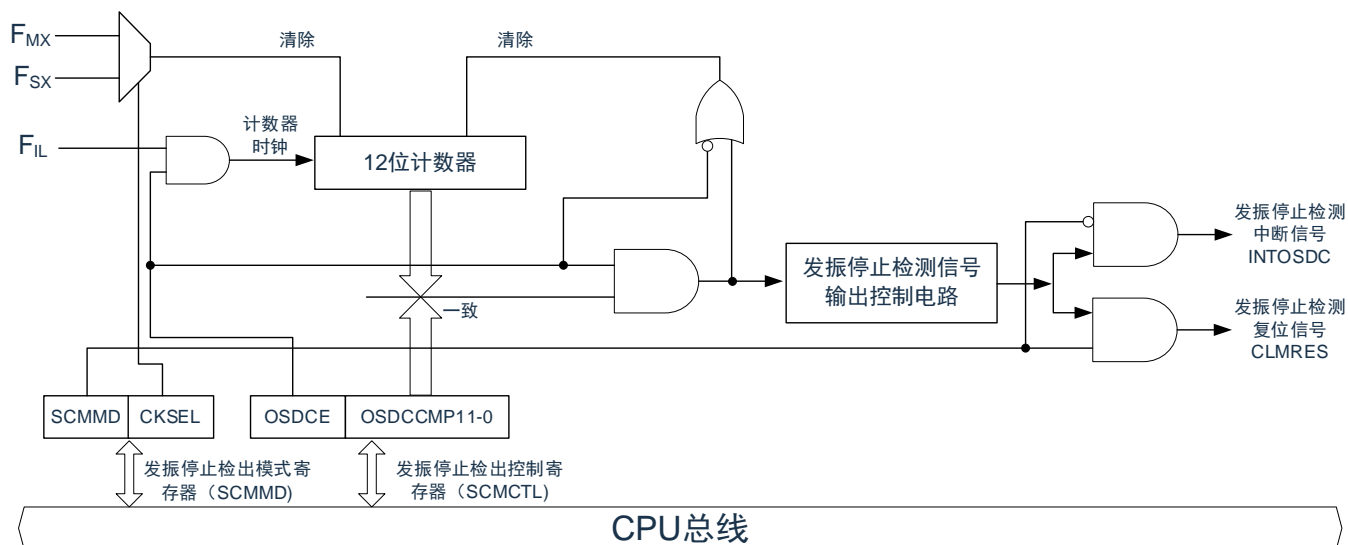 FMX
清除
清除
FSX
计数器
时钟
FIL
12位计数器
发振停止检测
中断信号
INTOSDC
发振停止检测信号
输出控制电路
一致
发振停止检测
复位信号
CLMRES
SCMMD
CKSEL
OSDCE
OSDCCMP11-0
发振停止检出模式寄
存器（SCMMD)
发振停止检出控制寄
存器（SCMCTL)
CPU总线